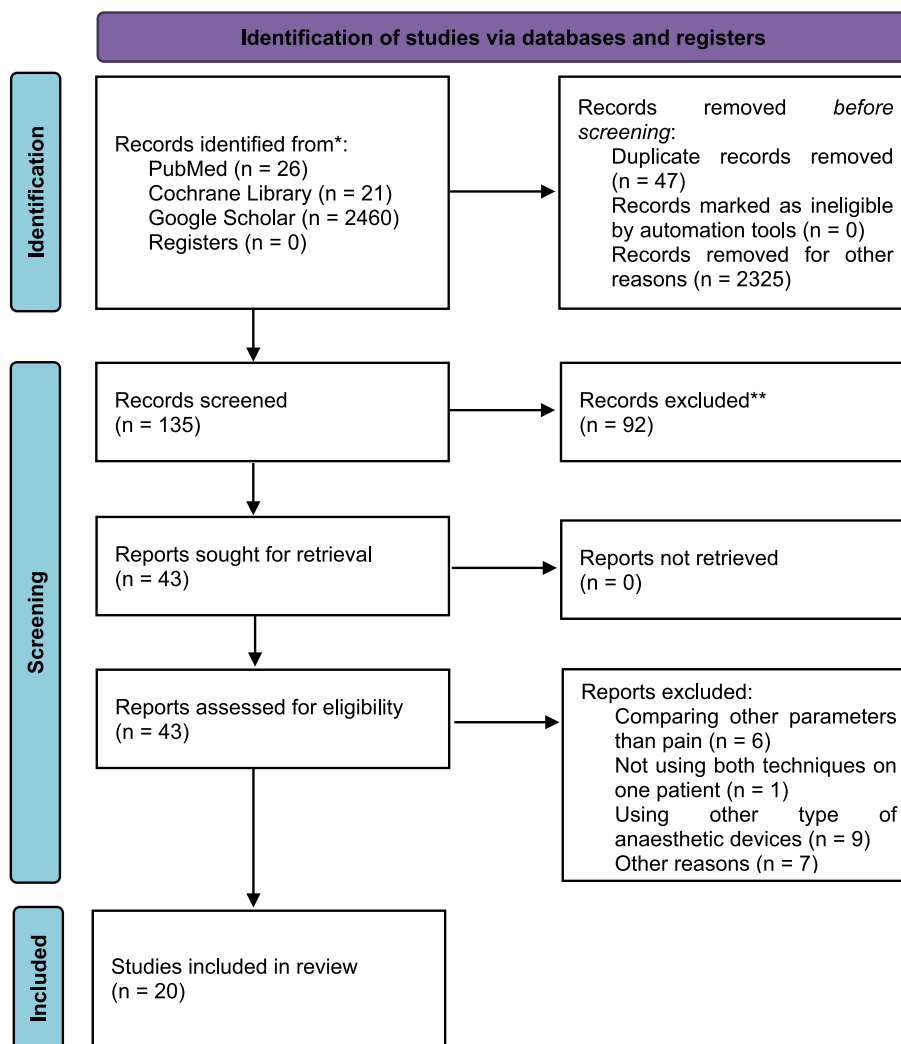 Identification of studies via databases and registers
Identification
Records identified from*:
PubMed (n = 26)
Cochrane Library (n = 21)
Google Scholar (n = 2460)
Registers (n = 0)
Records removed before
screening:
Duplicate records removed
(n = 47)
Records marked as ineligible
by automation tools (n = 0)
Records removed for other
reasons (n = 2325)
Screening
Records screened
(n = 135)
Records excluded**
(n = 92)
Reports sought for retrieval
(n = 43)
Reports not retrieved
(n = 0)
Reports assessed for eligibility
(n = 43)
Reports excluded:
Comparing other parameters
than pain (n = 6)
Not using both techniques on
one patient (n = 1)
Using other type of
anaesthetic devices (n = 9)
Other reasons (n = 7)
Included
Studies included in review
(n = 20)